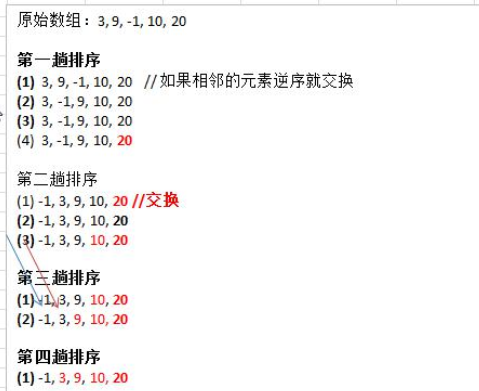 原始数组：3, 9, -1, 10, 20
第一趟排序
(1) 3, 9, -1, 10, 20 // 如果相邻的元素逆序就交换
(2) 3, -1, 9, 10, 20
(3) 3, -1, 9, 10, 20
(4) 3, -1, 9, 10, 20
第二趟排序
(1) -1, 3, 9, 10, 20 //交换
(2) -1, 3, 9, 10, 20
(3) -1, 3, 9, 10, 20
第三趟排序
(1) -1, 3, 9, 10, 20
(2) -1, 3, 9, 10, 20
第四趟排序
(1) -1, 3, 9, 10, 20